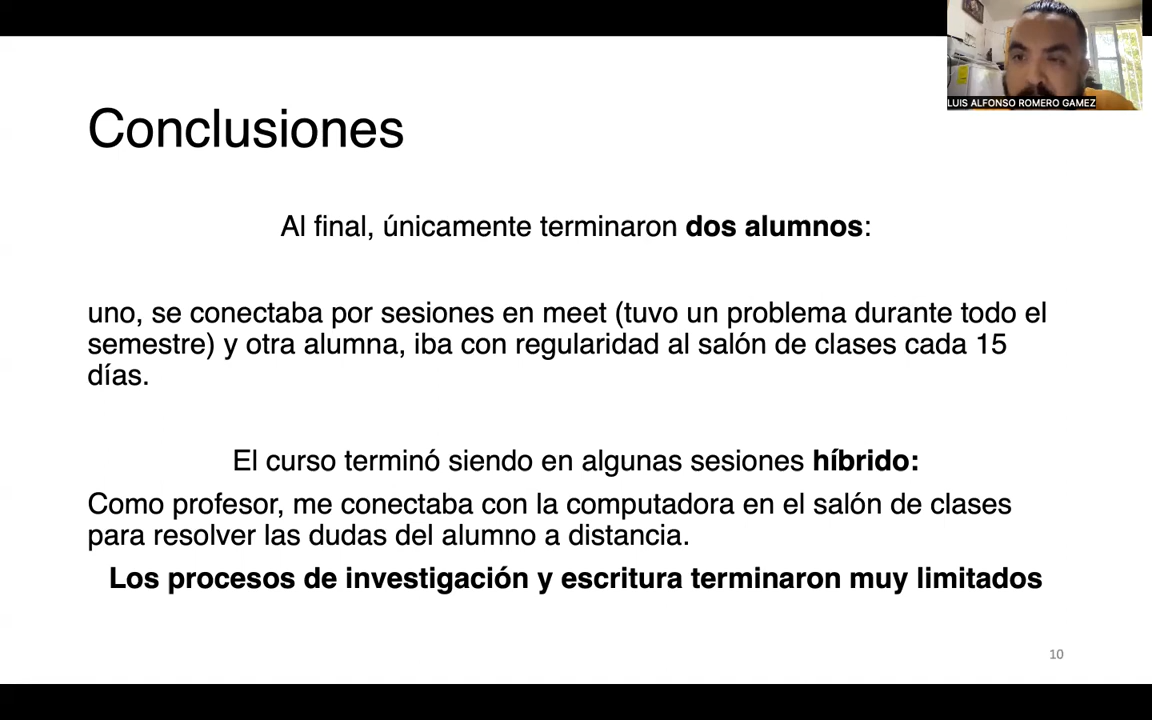 LUIS ALFONSO ROMERO GAMEZ
Conclusiones
Al final, únicamente terminaron dos alumnos:
uno, se conectaba por sesiones en meet (tuvo un problema durante todo el
semestre) y otra alumna, iba con regularidad al salón de clases cada 15
días.
El curso terminó siendo en algunas sesiones híbrido:
Como profesor, me conectaba con la computadora en el salón de clases
para resolver las dudas del alumno a distancia.
Los procesos de investigación y escritura terminaron muy limitados
10